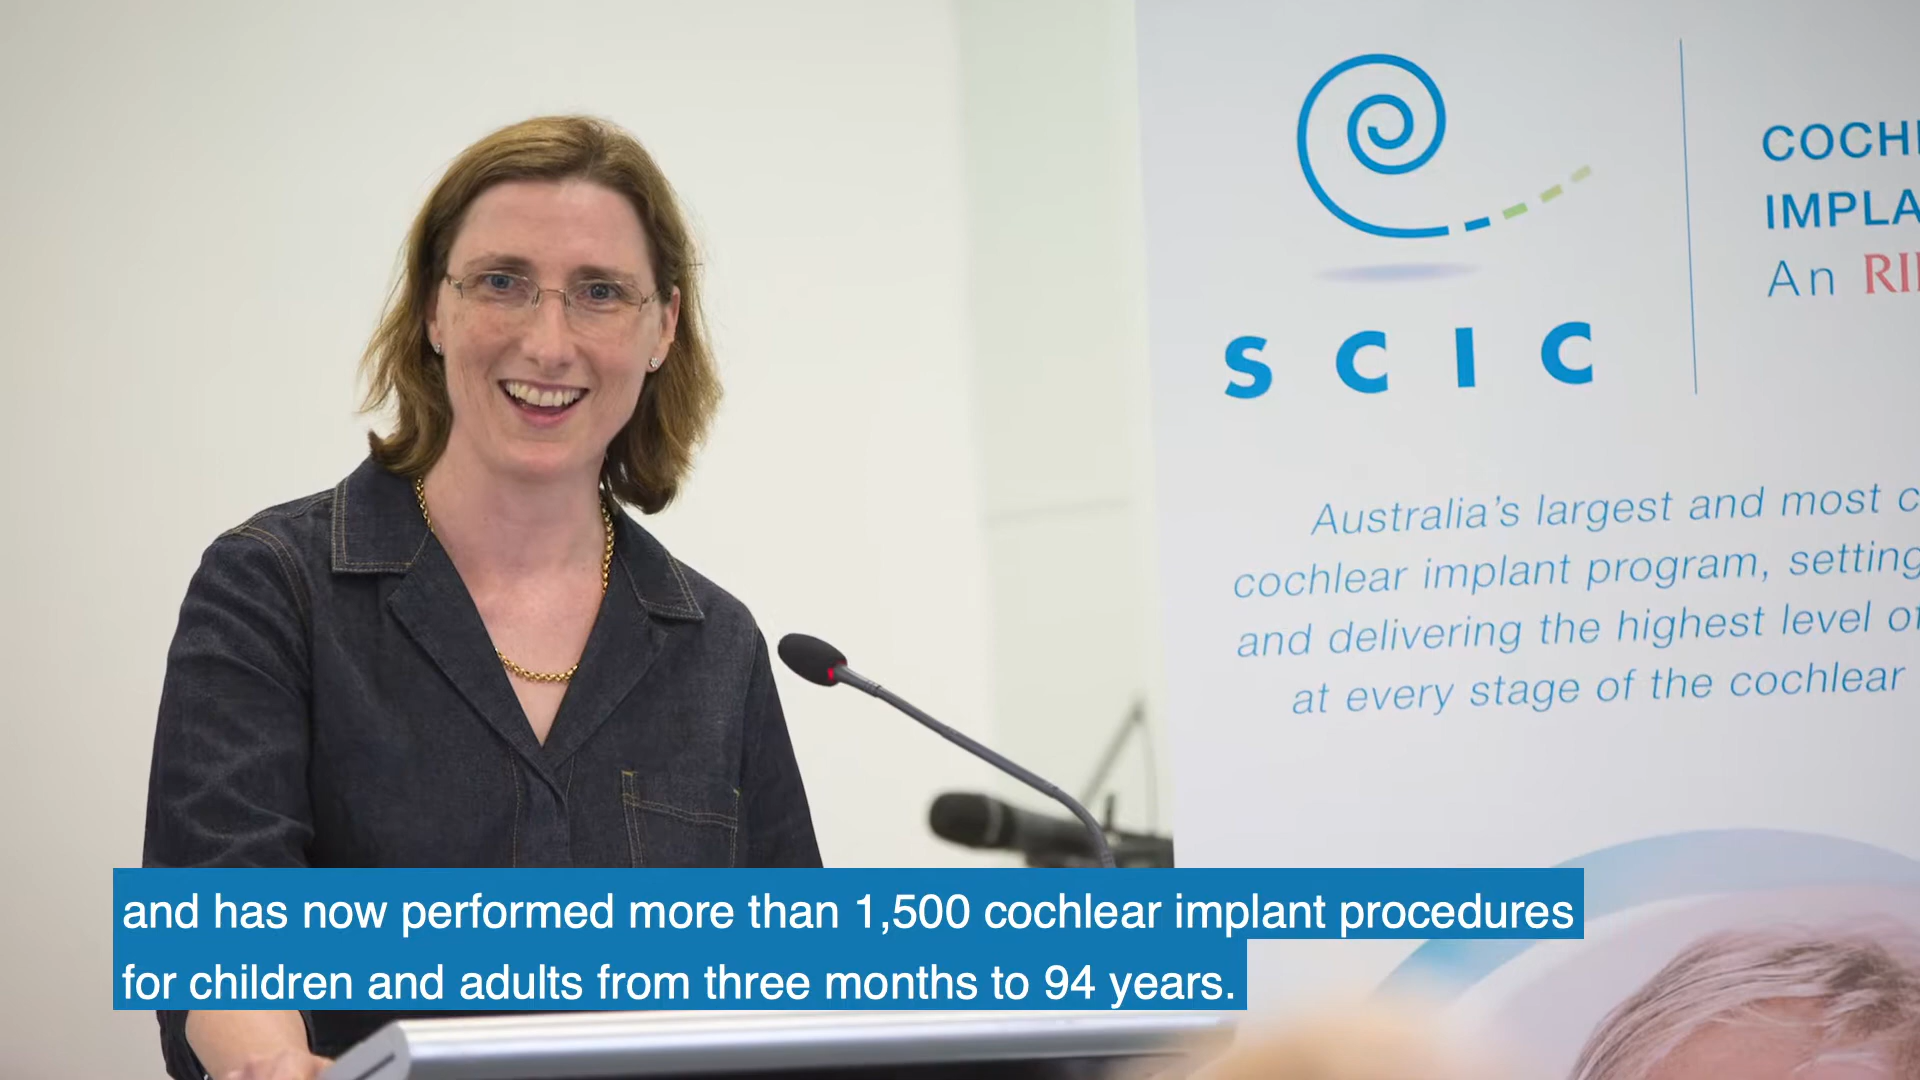 SCIC
COCH
IMPLA
An RI
Australia's largest and most c
cochlear implant program, setting
and delivering the highest level of
at every stage of the cochlear
and has now performed more than 1,500 cochlear implant procedures
for children and adults from three months to 94 years.